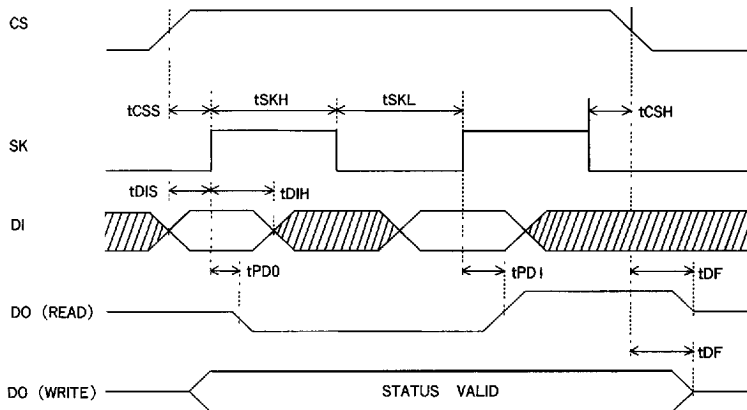 CS
tCSS tSKH tSKL tCSH
SK
tDIS tDIH
DI
tPD0 tPD1 tDF
DO (READ)
tDF
DO (WRITE) STATUS VALID